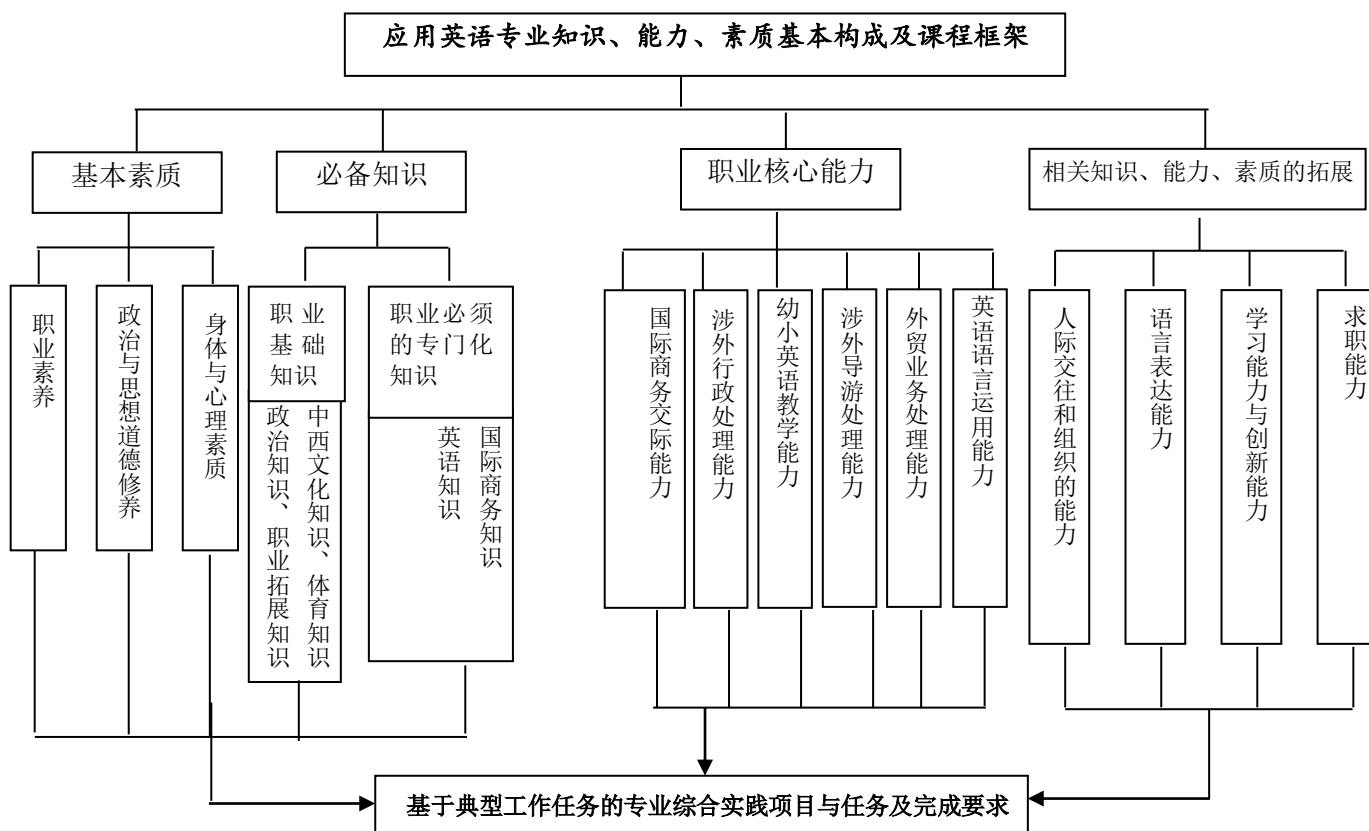 应用英语专业知识、能力、素质基本构成及课程框架
基本素质
必备知识
职业核心能力
相关知识、能力、素质的拓展
职业素养
政治与思想道德修养
身体与心理素质
职业
基础
知识
中西文化知识、体育知识
政治知识、职业拓展知识
职业必须
的专门化
知识
国际商务知识
英语知识
国际商务交际能力
涉外行政处理能力
幼小英语教学能力
涉外导游处理能力
外贸业务处理能力
英语语言运用能力
人际交往和组织的能力
语言表达能力
学习能力与创新能力
求职能力
基于典型工作任务的专业综合实践项目与任务及完成要求